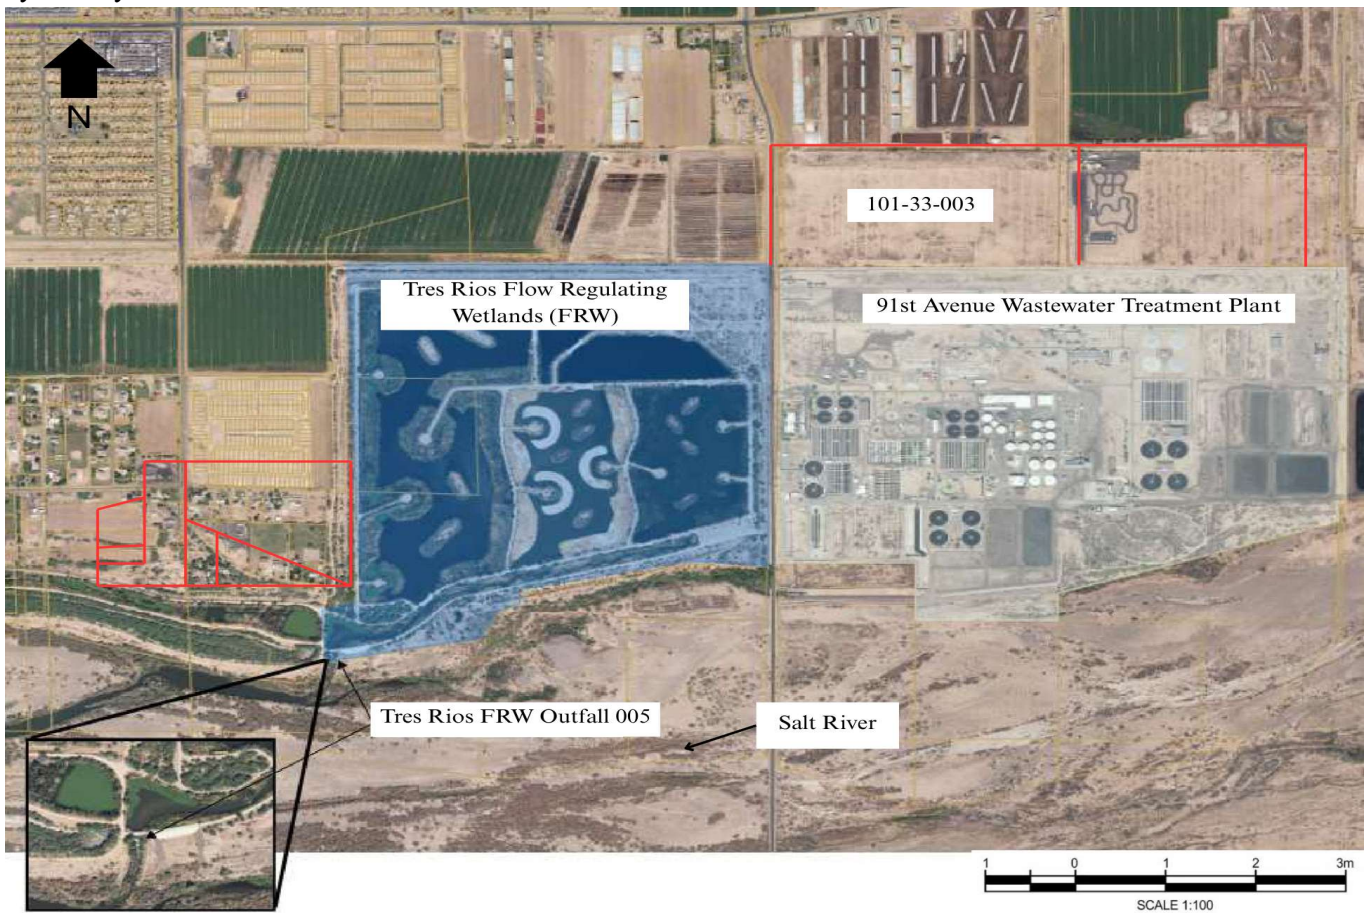 N
101-33-003
Tres Rios Flow Regulating
Wetlands (FRW)
91st Avenue Wastewater Treatment Plant
Tres Rios FRW Outfall 005
Salt River
1 0 1 2 3m
SCALE 1:100